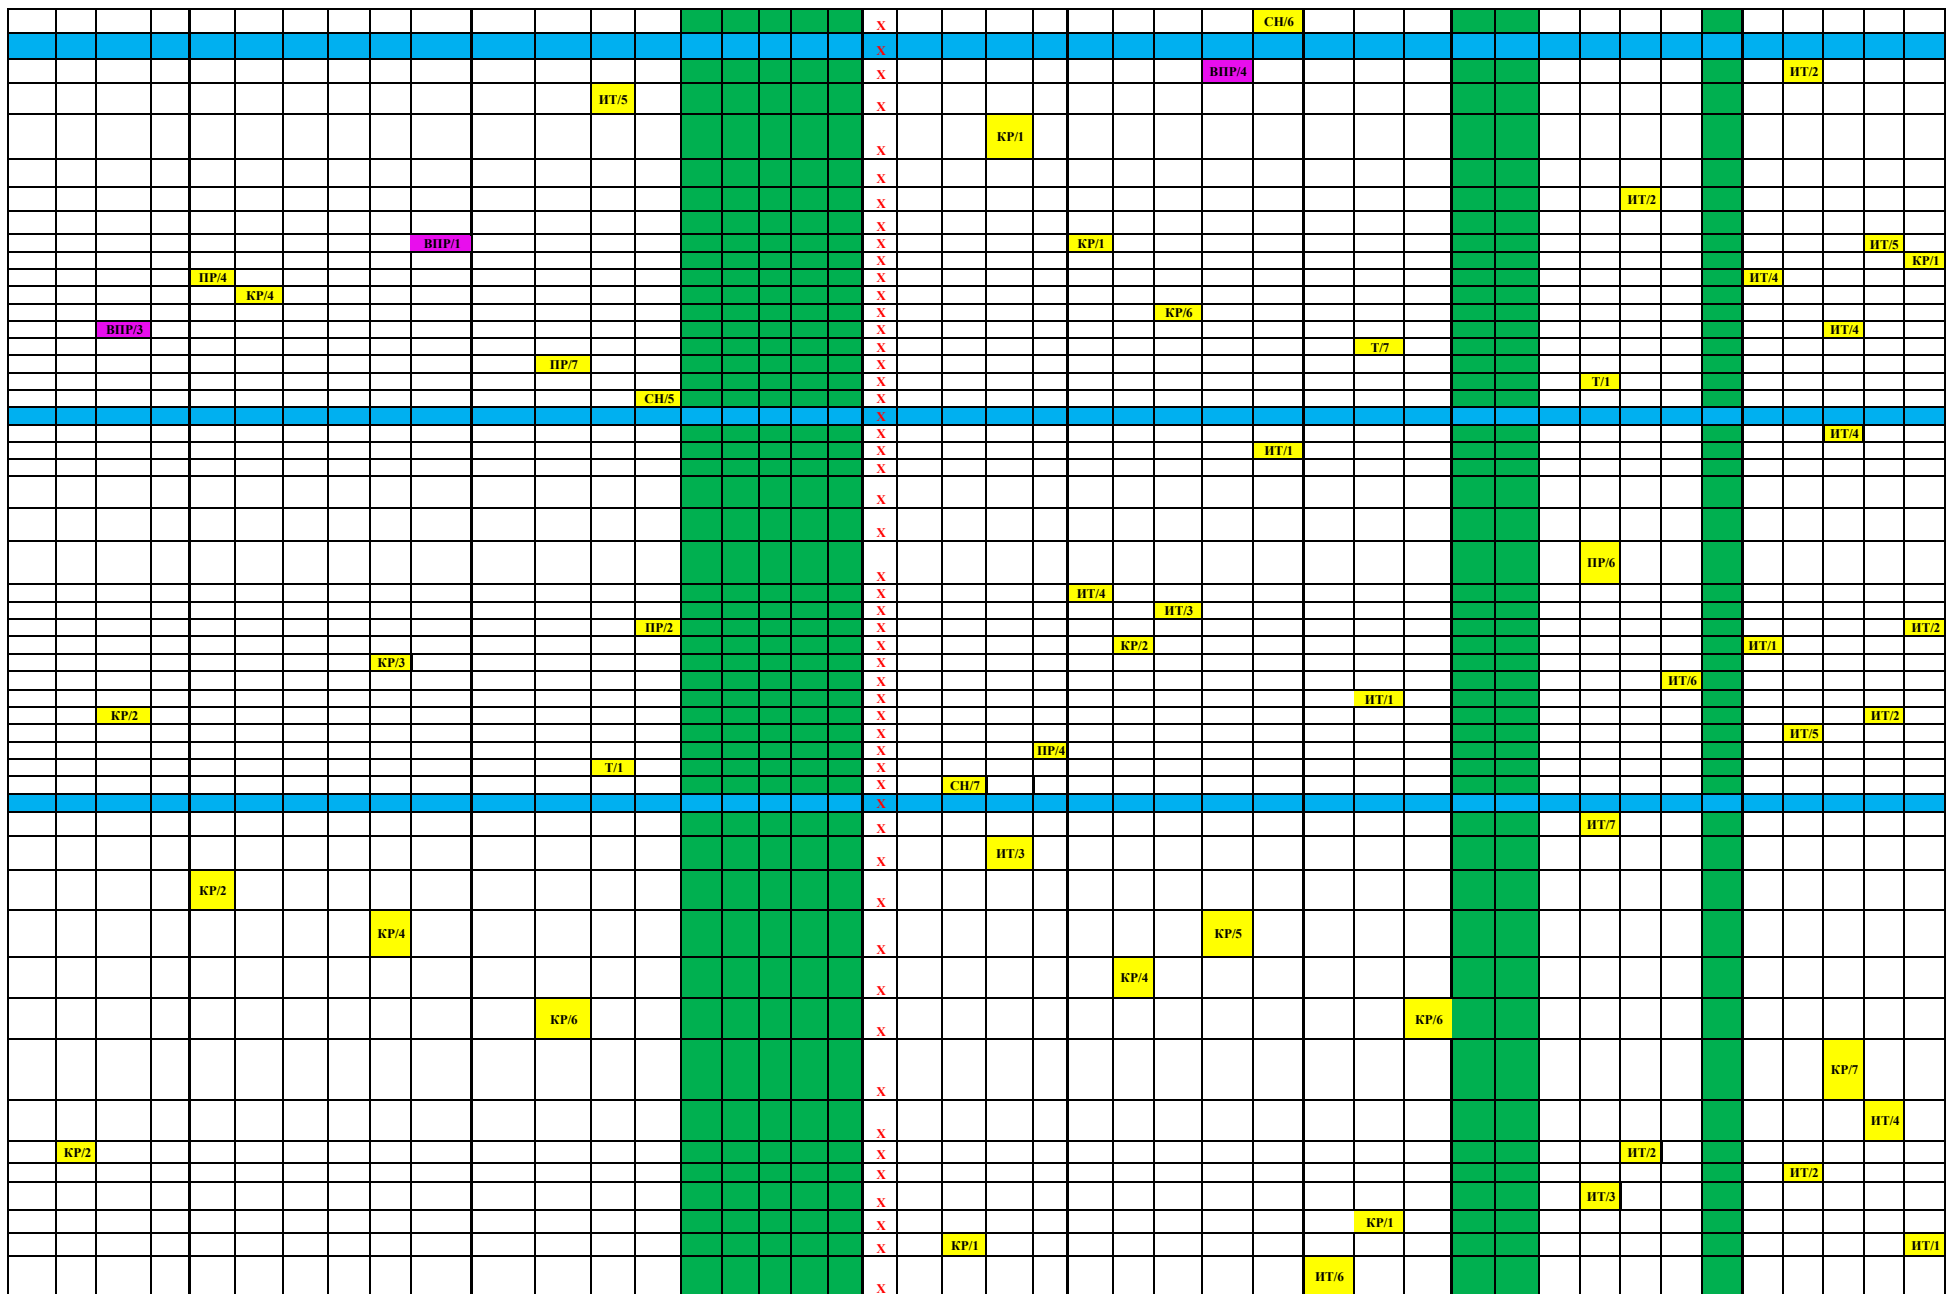 X СН/6
X
X ВПР/4 ИТ/2
ИТ/5 X
КР/1 X
X
X ИТ/2
X
ВПР/1 X КР/1 ИТ/5
X КР/1
ПР/4 X ИТ/4
КР/4 X
X КР/6
ВПР/3 X ИТ/4
X Т/7
ПР/7 X
X Т/1
СН/5 X
X
X ИТ/4
X ИТ/1
X
X
X
X ПР/6
X ИТ/4
X ИТ/3
ПР/2 X ИТ/2
X КР/2 ИТ/1
КР/3 X
X ИТ/6
X ИТ/1
КР/2 X ИТ/2
X ИТ/5
X ПР/4
Т/1 X
X СН/7
X
X ИТ/7
X ИТ/3
КР/2 X
КР/4 X КР/5
X КР/4
КР/6 X КР/6
X КР/7
X ИТ/4
КР/2 X ИТ/2
X ИТ/2
X ИТ/3
X КР/1
X КР/1 ИТ/1
X ИТ/6